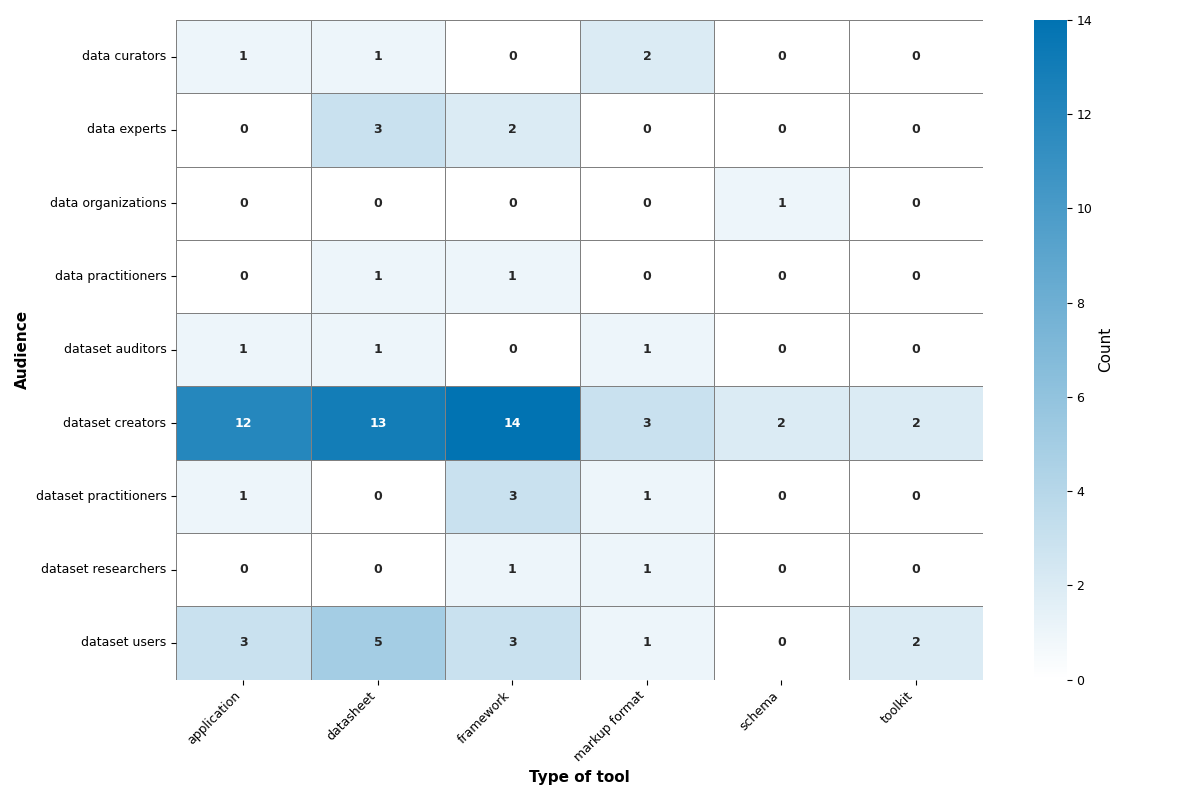 data curators 1 1 0 2 0 0
data experts 0 3 2 0 0 0
data organizations 0 0 0 0 1 0
data practitioners 0 1 1 0 0 0
dataset auditors 1 1 0 1 0 0
dataset creators 12 13 14 3 2 2
dataset practitioners 1 0 3 1 0 0
dataset researchers 0 0 1 1 0 0
dataset users 3 5 3 1 0 2
Audience
application datasheet framework markup format schema toolkit
Type of tool
14
12
10
8
6
4
2
0
Count